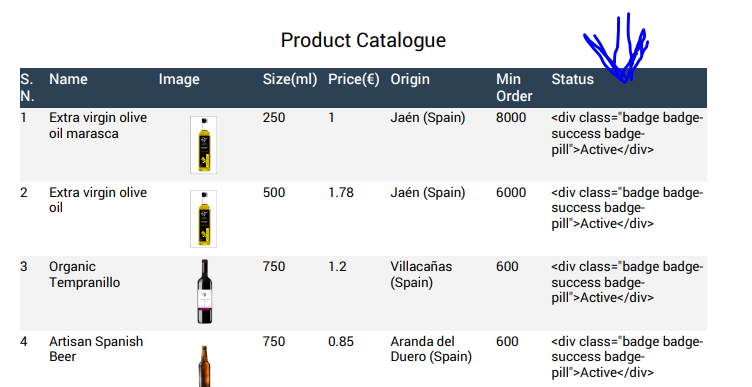 Product Catalogue
S. N. Name Image Size(ml) Price(€) Origin Min Order Status
1 Extra virgin olive oil marasca 250 1 Jaén (Spain) 8000 <div class="badge badge-success badge-pill">Active</div>
2 Extra virgin olive oil 500 1.78 Jaén (Spain) 6000 <div class="badge badge-success badge-pill">Active</div>
3 Organic Tempranillo 750 1.2 Villacañas (Spain) 600 <div class="badge badge-success badge-pill">Active</div>
4 Artisan Spanish Beer 750 0.85 Aranda del Duero (Spain) 600 <div class="badge badge-success badge-pill">Active</div>